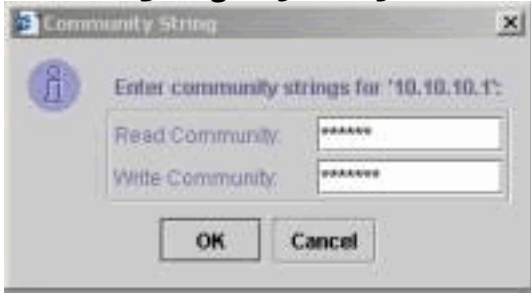 Community String
Enter community strings for '10.10.10.1':
Read Community: ******
Write Community: *******
OK Cancel